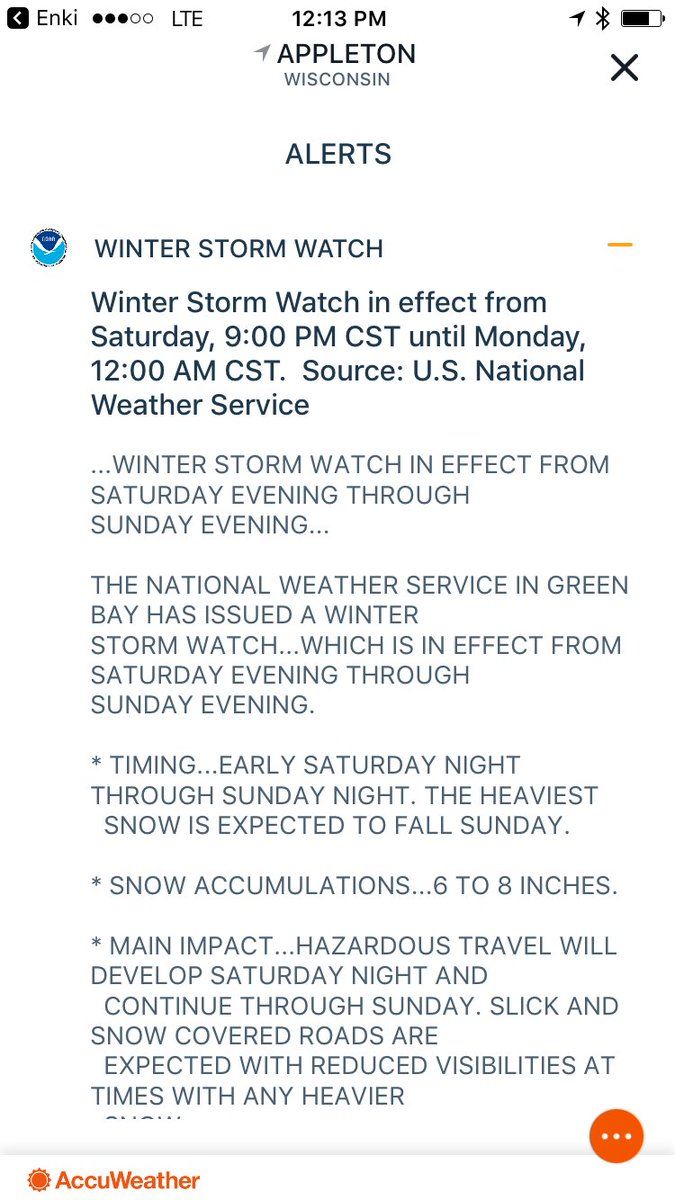 Enki LTE 12:13 PM
APPLETON
WISCONSIN
ALERTS
WINTER STORM WATCH
Winter Storm Watch in effect from
Saturday, 9:00 PM CST until Monday,
12:00 AM CST.  Source: U.S. National
Weather Service
...WINTER STORM WATCH IN EFFECT FROM
SATURDAY EVENING THROUGH
SUNDAY EVENING...
THE NATIONAL WEATHER SERVICE IN GREEN
BAY HAS ISSUED A WINTER
STORM WATCH...WHICH IS IN EFFECT FROM
SATURDAY EVENING THROUGH
SUNDAY EVENING.
* TIMING...EARLY SATURDAY NIGHT
THROUGH SUNDAY NIGHT. THE HEAVIEST
SNOW IS EXPECTED TO FALL SUNDAY.
* SNOW ACCUMULATIONS...6 TO 8 INCHES.
* MAIN IMPACT...HAZARDOUS TRAVEL WILL
DEVELOP SATURDAY NIGHT AND
CONTINUE THROUGH SUNDAY. SLICK AND
SNOW COVERED ROADS ARE
EXPECTED WITH REDUCED VISIBILITIES AT
TIMES WITH ANY HEAVIER
AccuWeather